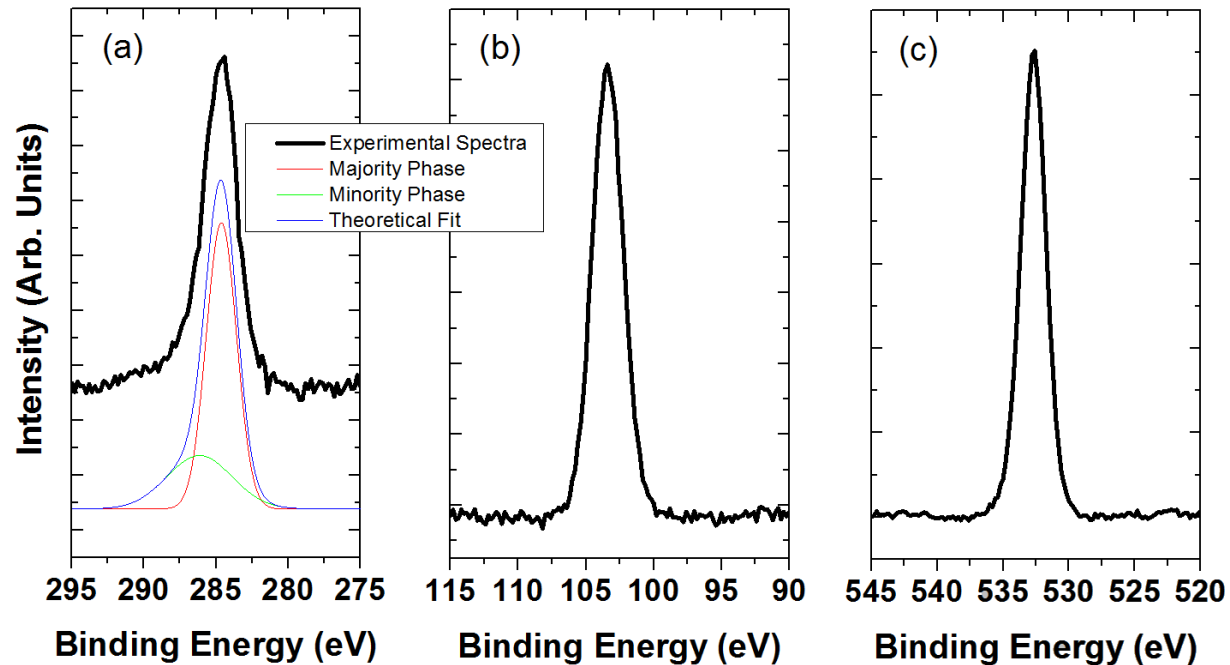 (a)
(b)
(c)
Experimental Spectra
Majority Phase
Minority Phase
Theoretical Fit
Intensity (Arb. Units)
295 290 285 280 275
115 110 105 100 95 90
545 540 535 530 525 520
Binding Energy (eV)
Binding Energy (eV)
Binding Energy (eV)